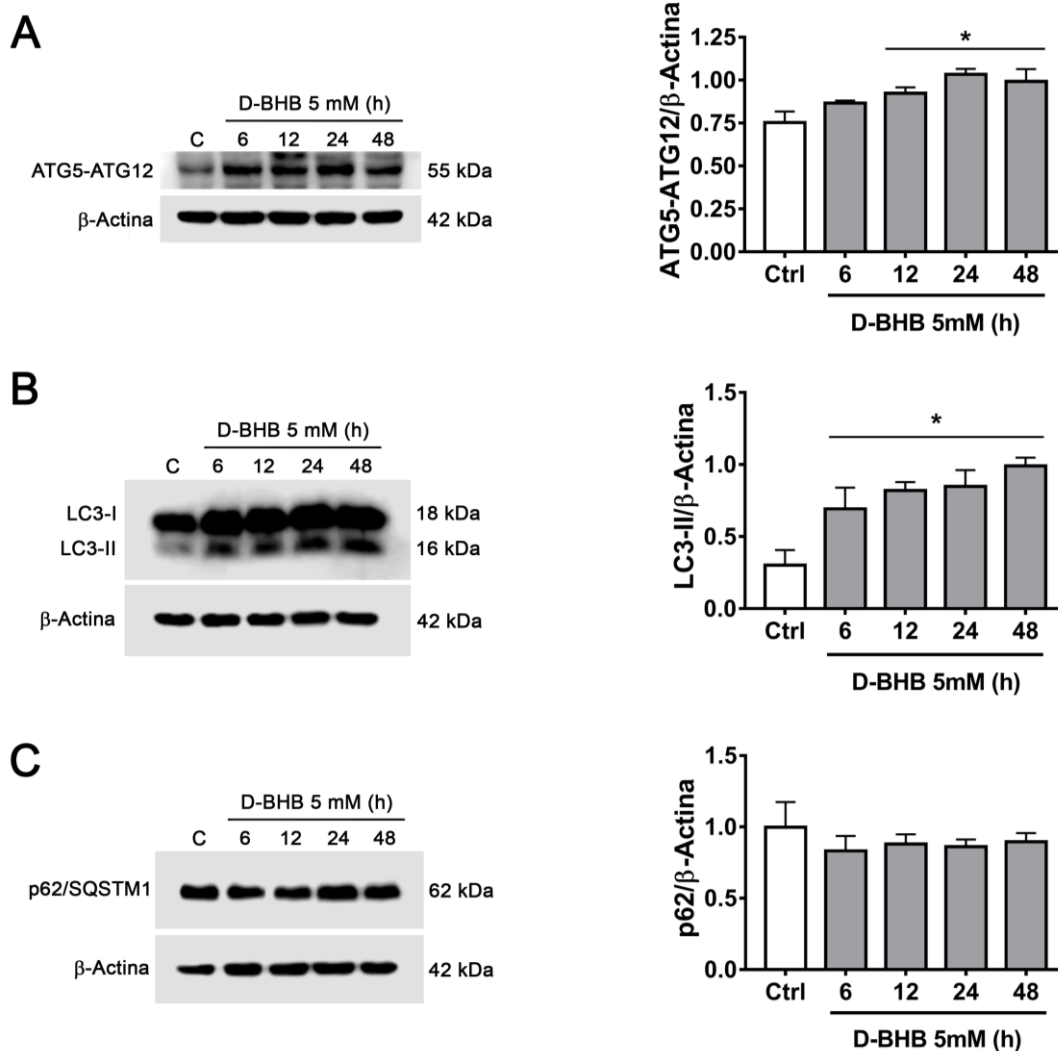 A
D-BHB 5 mM (h)
C 6 12 24 48
ATG5-ATG12 55 kDa
β-Actina 42 kDa
ATG5-ATG12/β-Actina
1.25
1.00
0.75
0.50
0.25
0.00
*
Ctrl 6 12 24 48
D-BHB 5mM (h)
B
D-BHB 5 mM (h)
C 6 12 24 48
LC3-I 18 kDa
LC3-II 16 kDa
β-Actina 42 kDa
LC3-II/β-Actina
1.5
1.0
0.5
0.0
*
Ctrl 6 12 24 48
D-BHB 5mM (h)
C
D-BHB 5 mM (h)
C 6 12 24 48
p62/SQSTM1 62 kDa
β-Actina 42 kDa
p62/β-Actina
1.5
1.0
0.5
0.0
Ctrl 6 12 24 48
D-BHB 5mM (h)